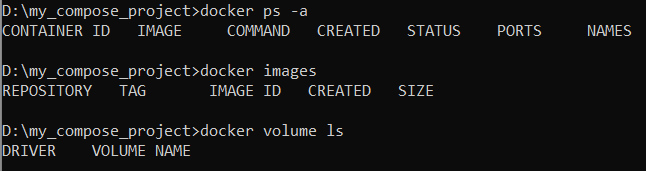 D:\my_compose_project>docker ps -a
CONTAINER ID   IMAGE     COMMAND   CREATED   STATUS    PORTS     NAMES
D:\my_compose_project>docker images
REPOSITORY   TAG       IMAGE ID   CREATED   SIZE
D:\my_compose_project>docker volume ls
DRIVER    VOLUME NAME